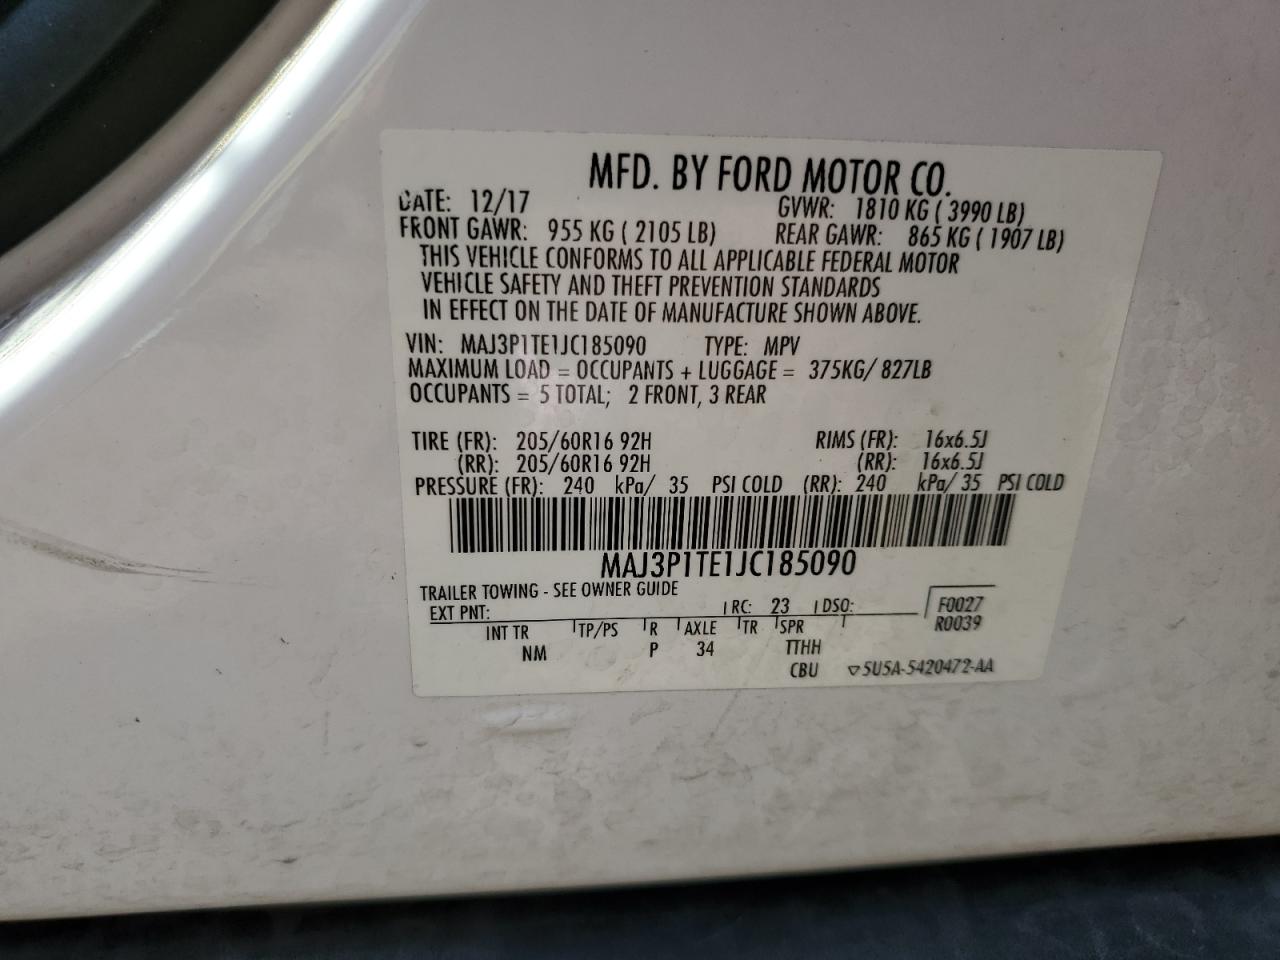 MFD. BY FORD MOTOR CO.
DATE: 12/17 GVWR: 1810 KG ( 3990 LB)
FRONT GAWR: 955 KG ( 2105 LB) REAR GAWR: 865 KG ( 1907 LB)
THIS VEHICLE CONFORMS TO ALL APPLICABLE FEDERAL MOTOR
VEHICLE SAFETY AND THEFT PREVENTION STANDARDS
IN EFFECT ON THE DATE OF MANUFACTURE SHOWN ABOVE.
VIN: MAJ3P1TE1JC185090 TYPE: MPV
MAXIMUM LOAD = OCCUPANTS + LUGGAGE = 375KG/ 827LB
OCCUPANTS = 5 TOTAL; 2 FRONT, 3 REAR
TIRE (FR): 205/60R16 92H RIMS (FR): 16x6.5J
(RR): 205/60R16 92H (RR): 16x6.5J
PRESSURE (FR): 240 kPa/ 35 PSI COLD (RR): 240 kPa/ 35 PSI COLD
MAJ3P1TE1JC185090
TRAILER TOWING - SEE OWNER GUIDE
EXT PNT: RC: 23 DSO: F0027
INT TR TP/PS R AXLE TR SPR R0039
NM P 34 TTHH
CBU ▽5U5A-5420472-AA